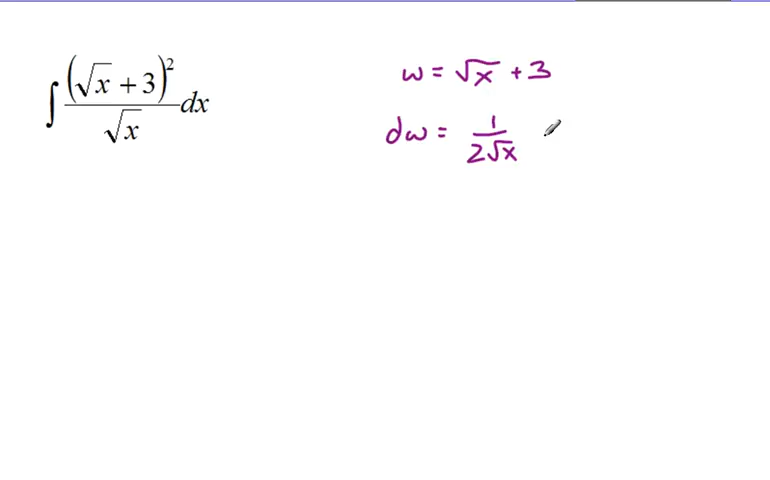 ∫ (√x + 3)² / √x dx
w = √x + 3
dw = 1 / 2√x